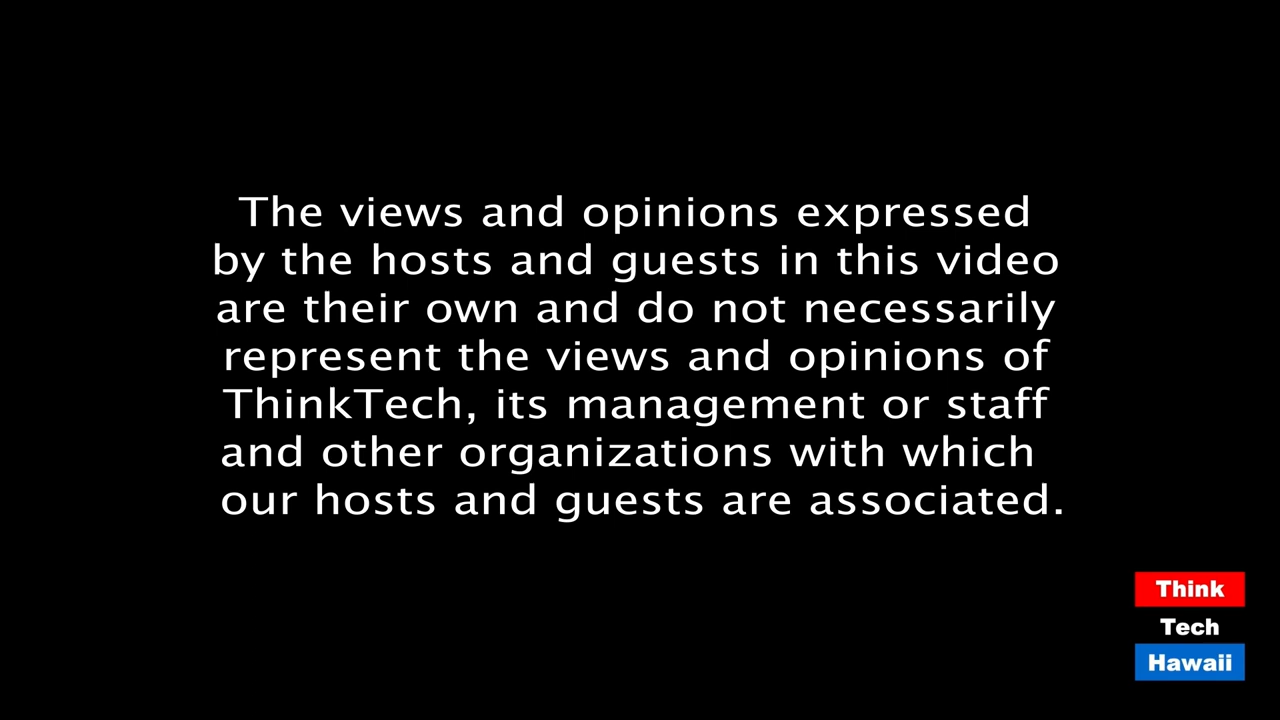 The views and opinions expressed
by the hosts and guests in this video
are their own and do not necessarily
represent the views and opinions of
ThinkTech, its management or staff
and other organizations with which
our hosts and guests are associated.
Think
Tech
Hawaii